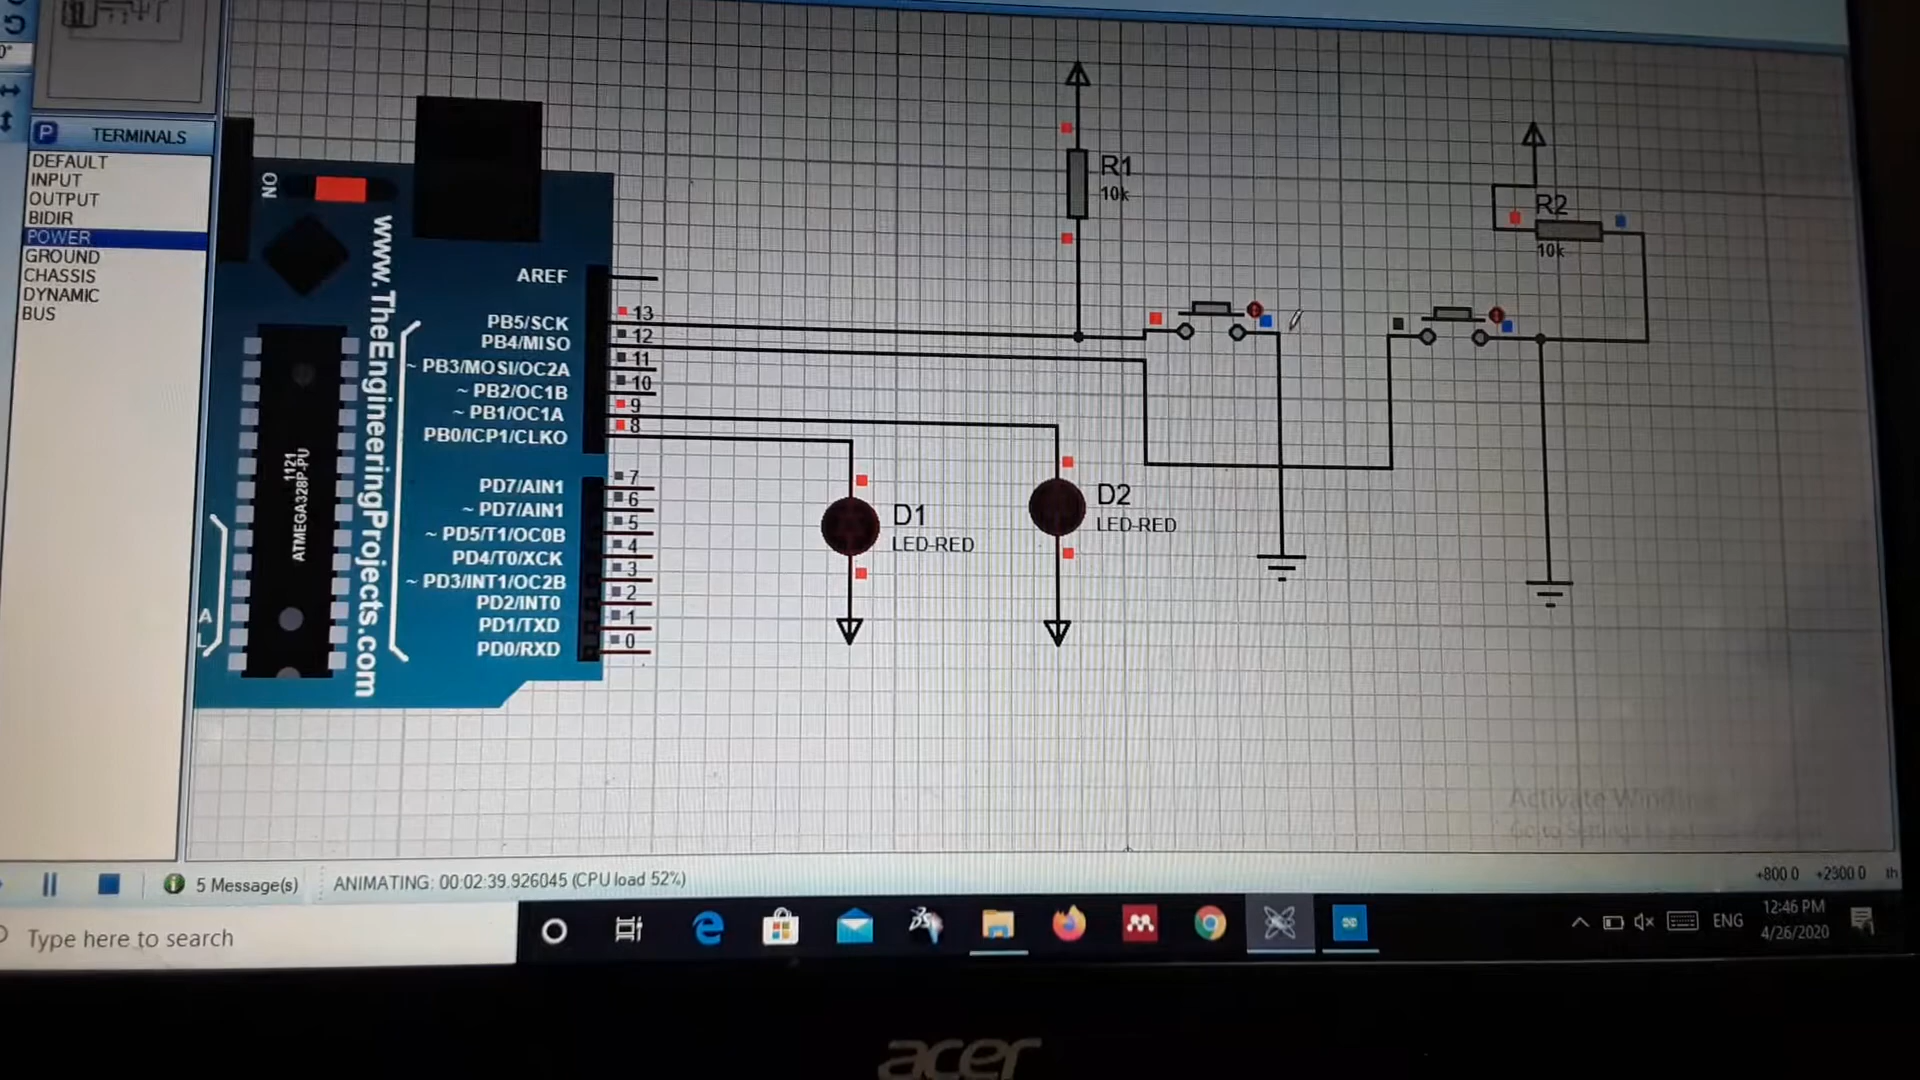 TERMINALS
DEFAULT
INPUT
OUTPUT
BIDIR
POWER
GROUND
CHASSIS
DYNAMIC
BUS
ON
www.TheEngineeringProjects.com
1121
ATMEGA328P-PU
A
L
AREF
PB5/SCK
PB4/MISO
~ PB3/MOSI/OC2A
~ PB2/OC1B
~ PB1/OC1A
PB0/ICP1/CLKO
PD7/AIN1
~ PD7/AIN1
~ PD5/T1/OC0B
PD4/T0/XCK
~ PD3/INT1/OC2B
PD2/INT0
PD1/TXD
PD0/RXD
13
12
11
10
9
8
7
6
5
4
3
2
1
0
R1
10k
R2
10k
D1
LED-RED
D2
LED-RED
5 Message(s)
ANIMATING: 00:02:39.926045 (CPU load 52%)
+800.0 +2300.0 th
Type here to search
ENG
12:46 PM
4/26/2020
acer